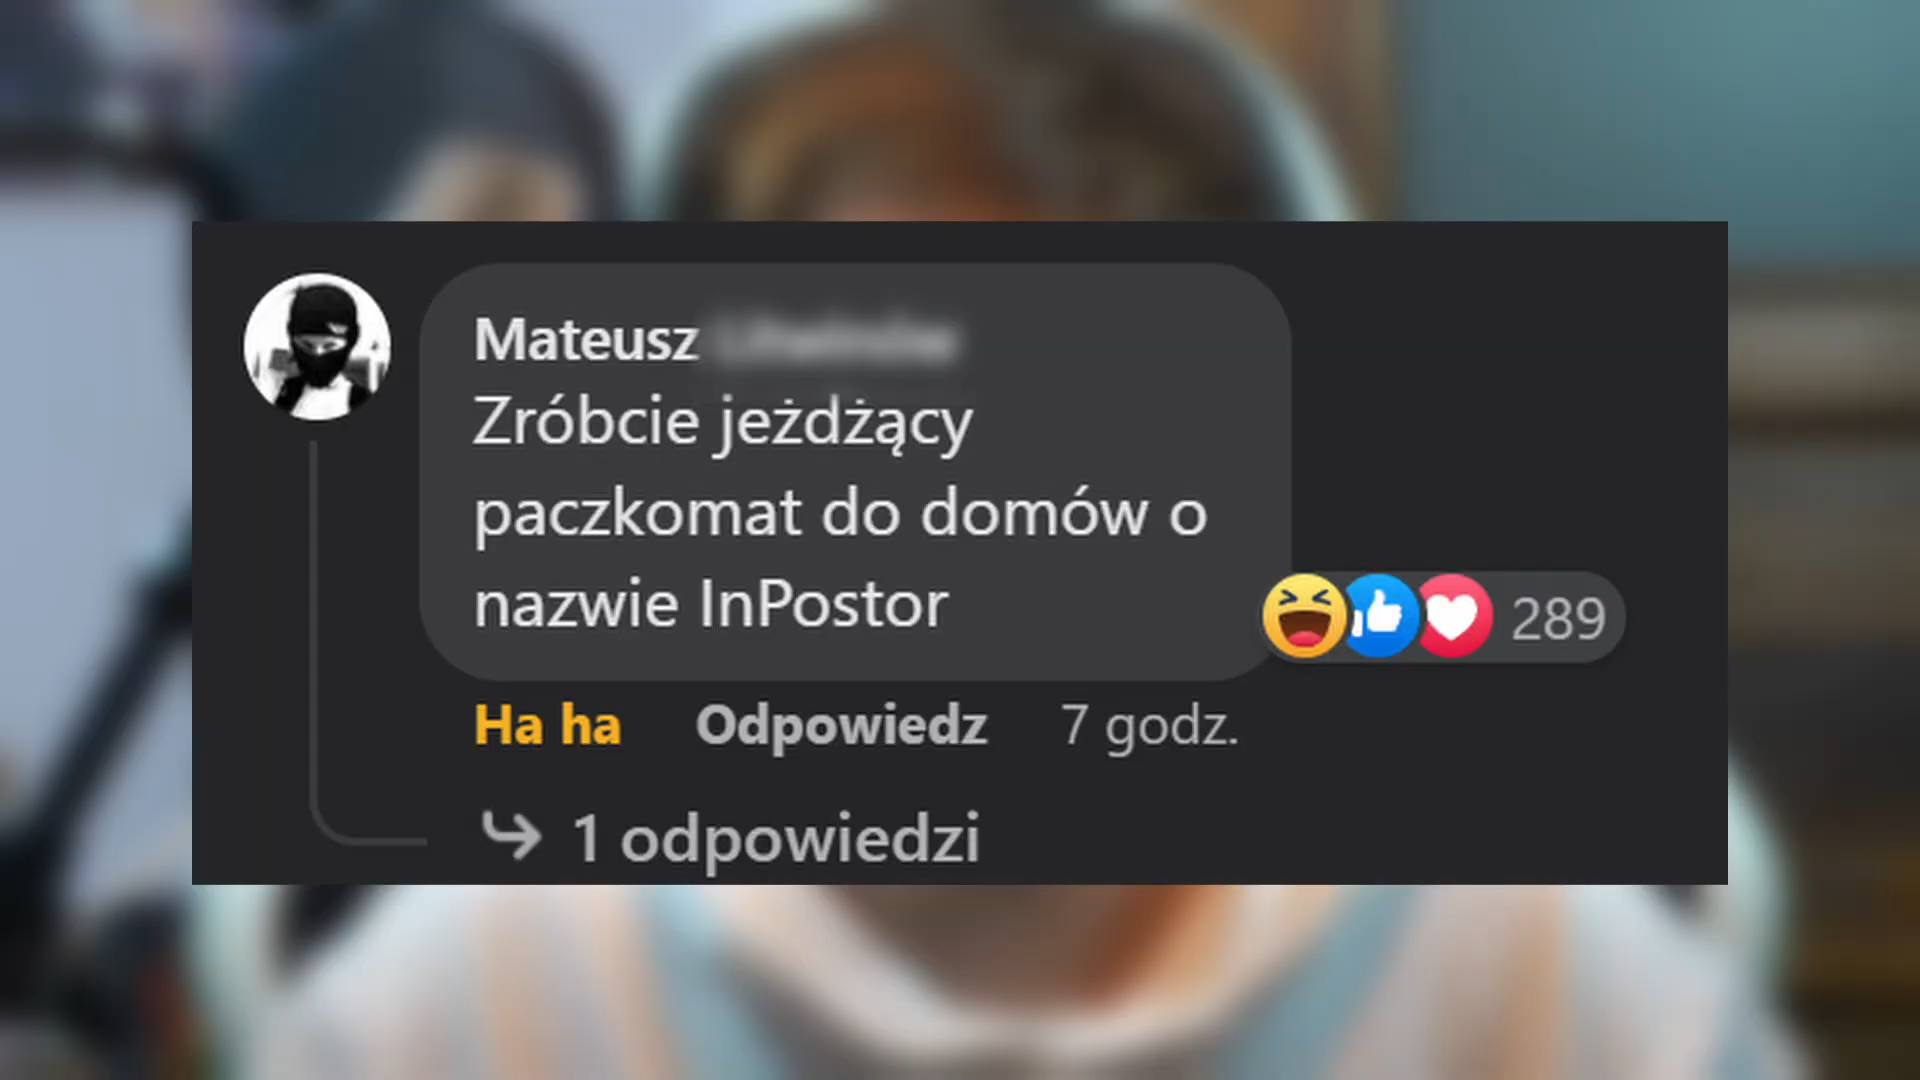 Mateusz
Zróbcie jeżdżący
paczkomat do domów o
nazwie InPostor
289
Ha ha Odpowiedz 7 godz.
1 odpowiedzi